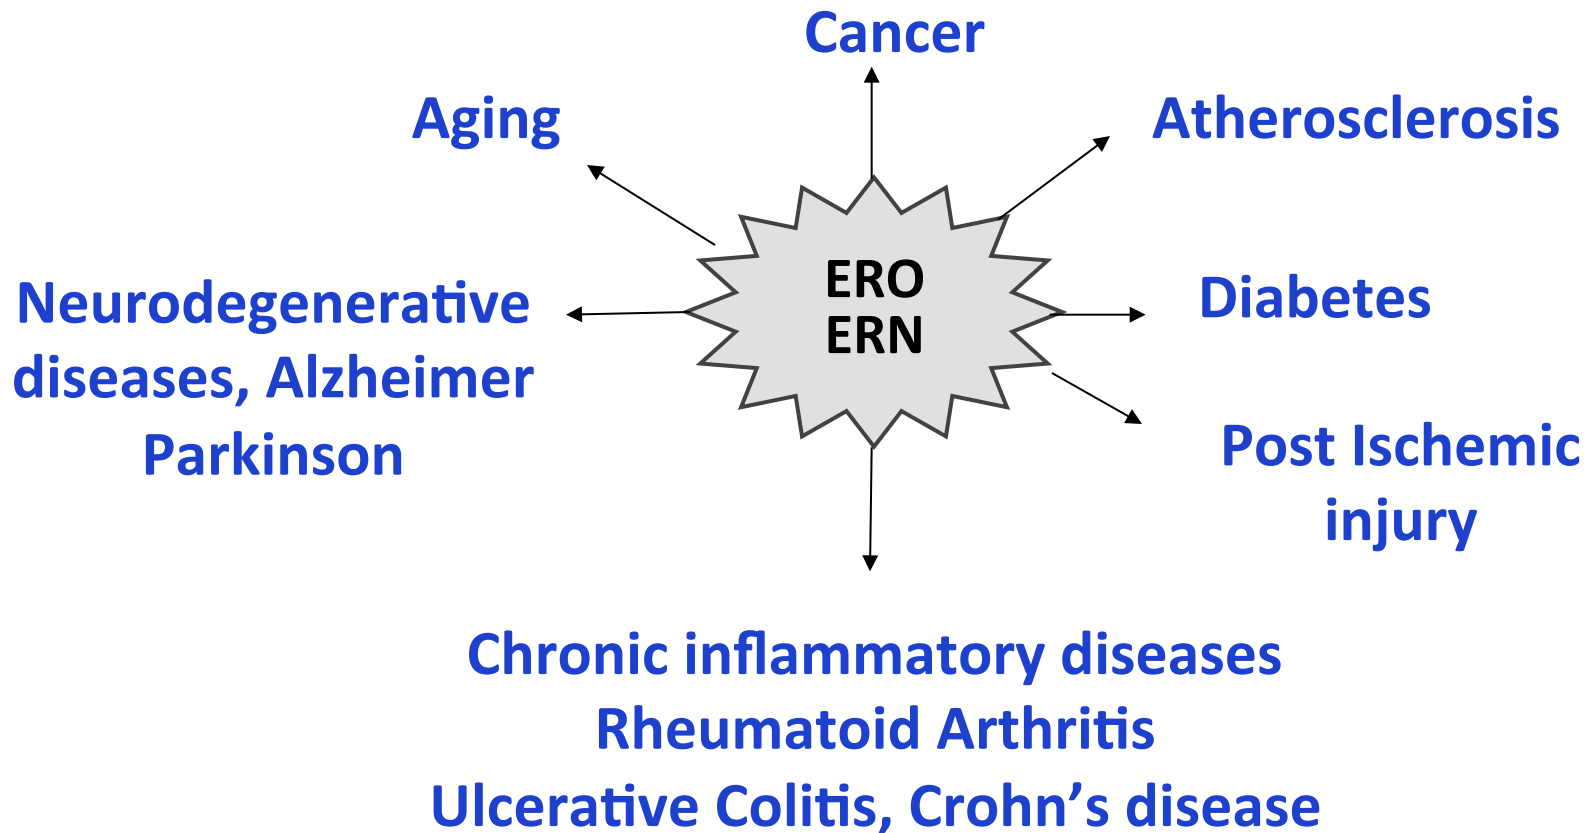 Cancer
Aging
Atherosclerosis
ERO
ERN
Neurodegenerative
diseases, Alzheimer
Parkinson
Diabetes
Post Ischemic
injury
Chronic inflammatory diseases
Rheumatoid Arthritis
Ulcerative Colitis, Crohn’s disease